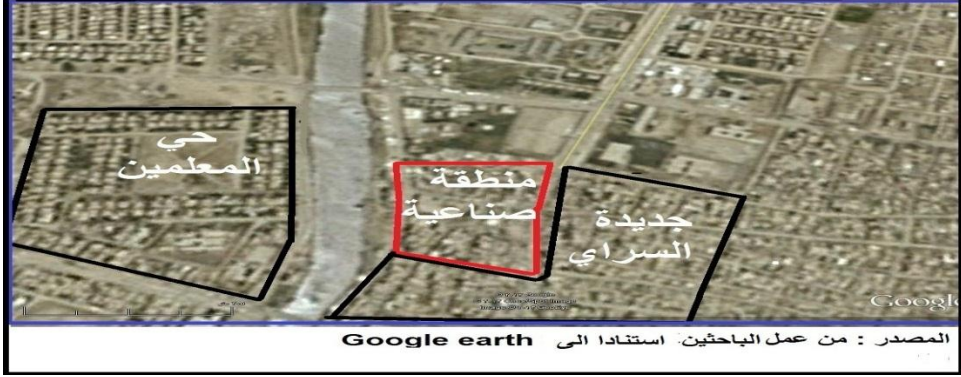 حي
المعلمين
منطقة
صناعية
جديدة
السراي
Google
المصدر : من عمل الباحثين: استنادا الى Google earth